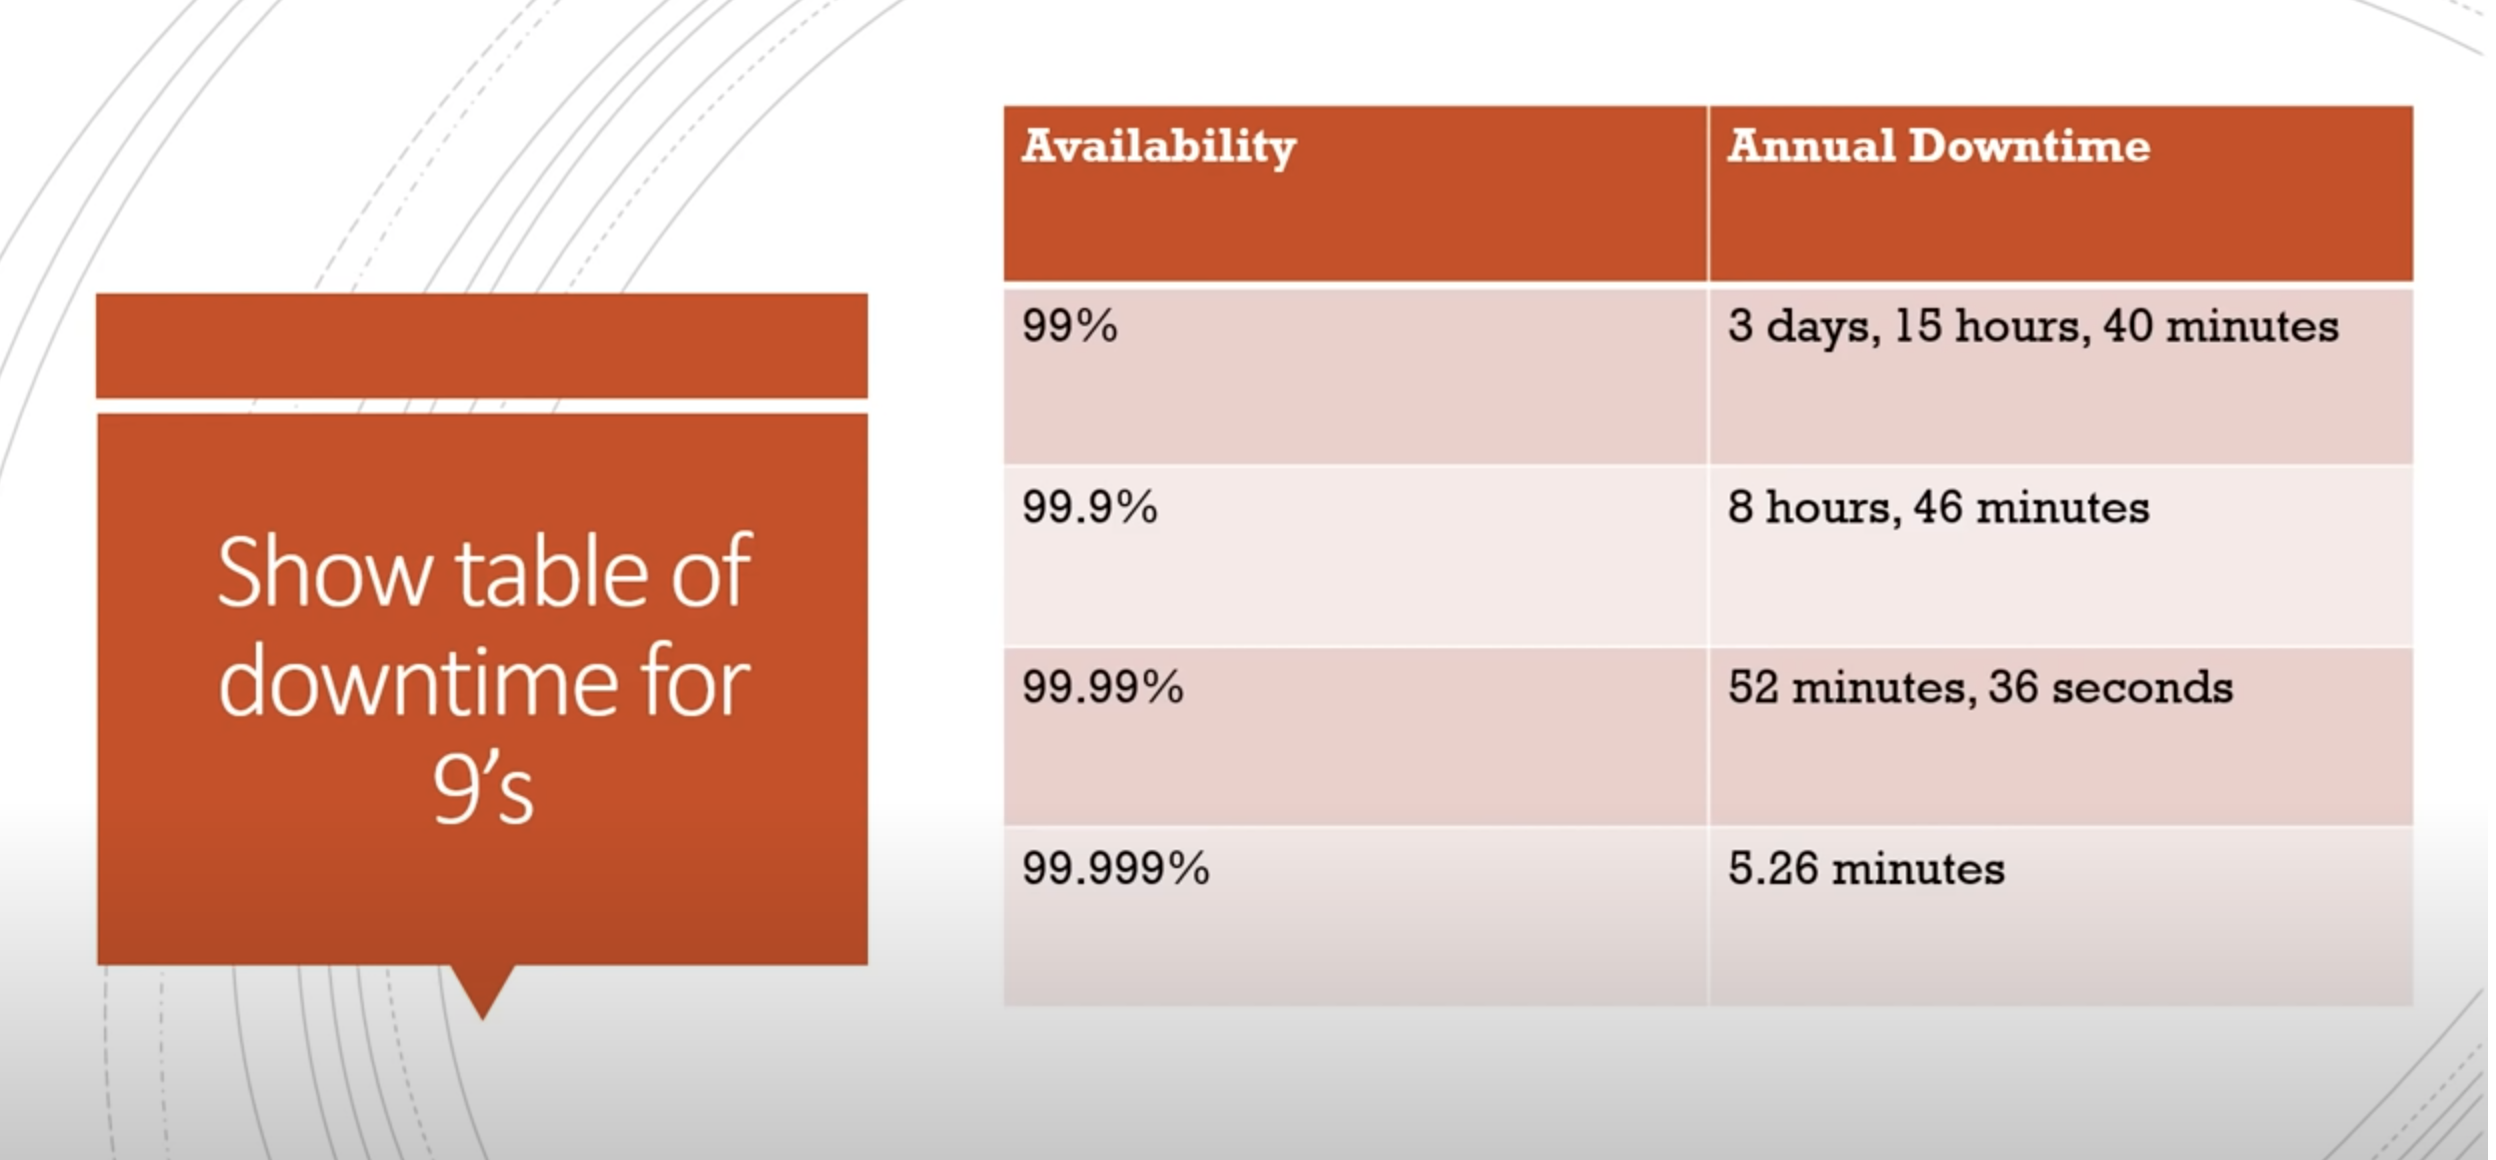 Show table of
downtime for
9’s
Availability Annual Downtime
99% 3 days, 15 hours, 40 minutes
99.9% 8 hours, 46 minutes
99.99% 52 minutes, 36 seconds
99.999% 5.26 minutes